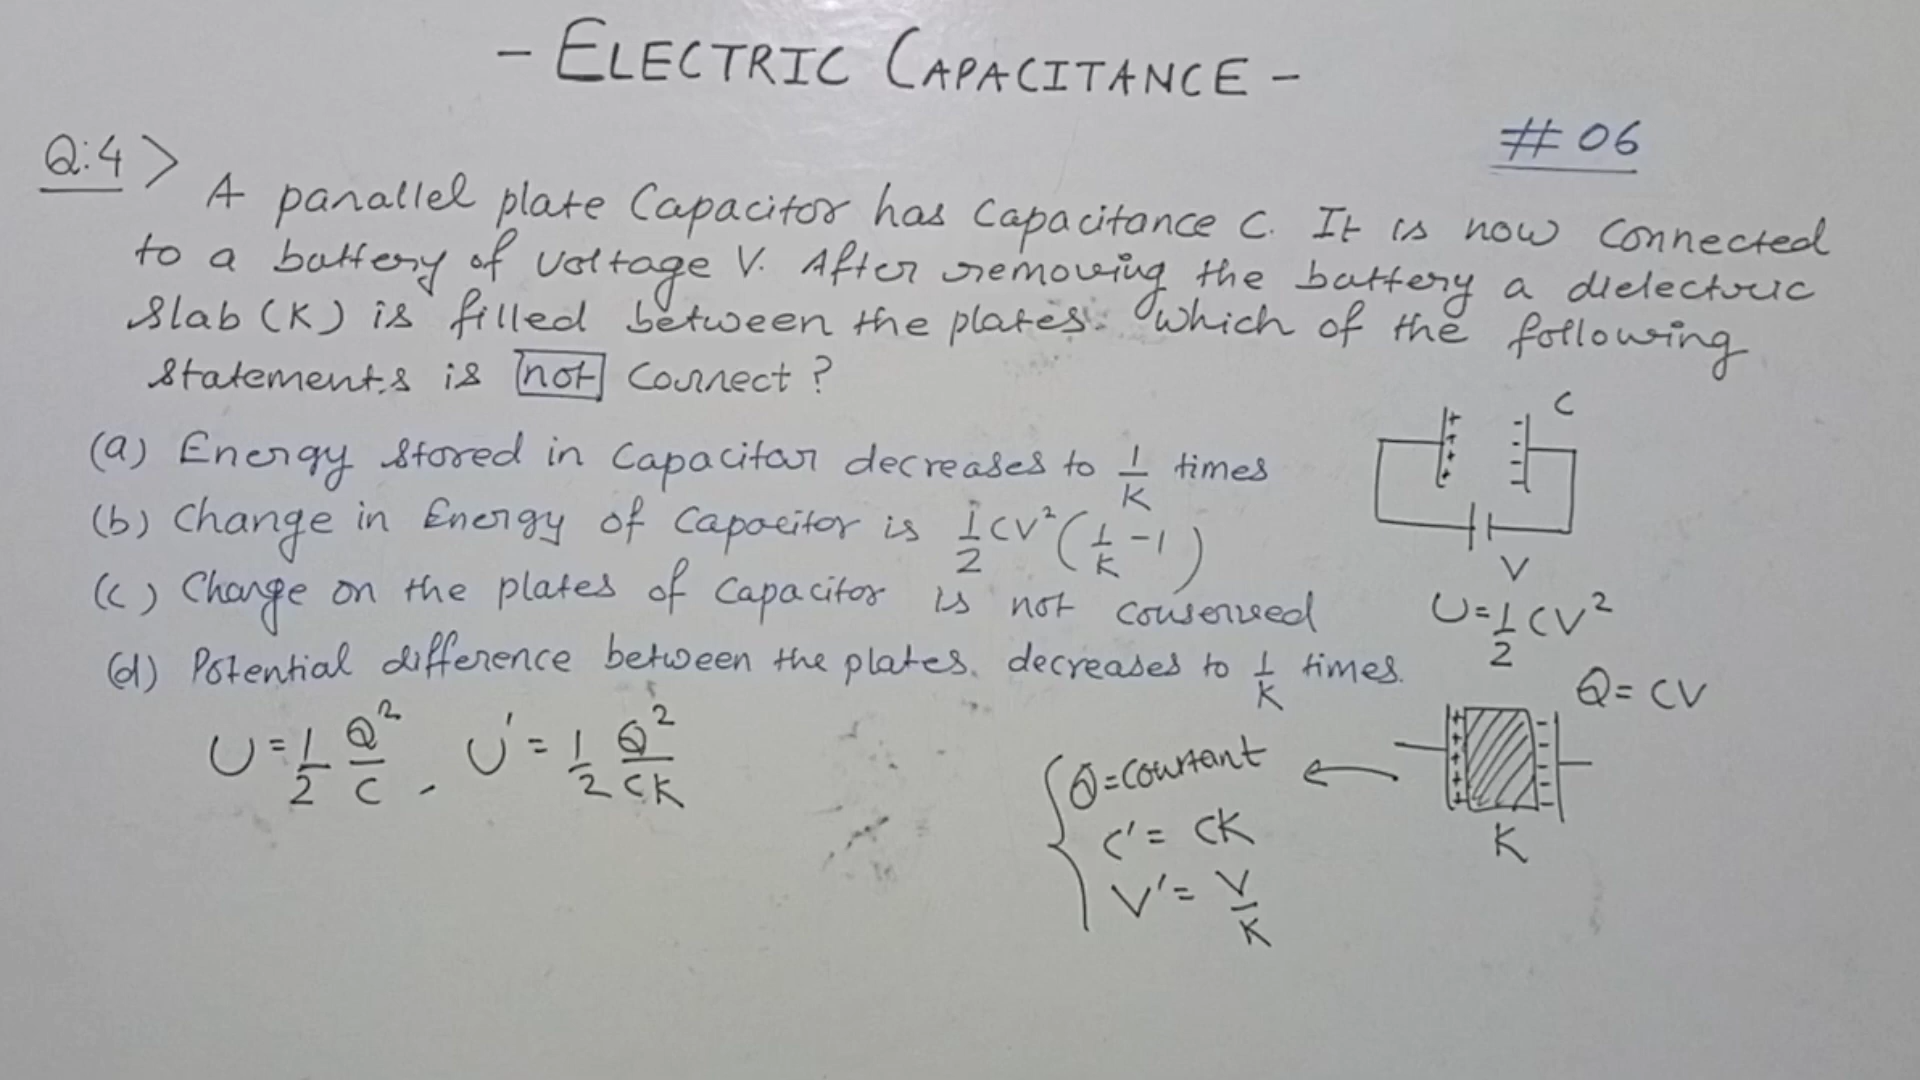 - ELECTRIC CAPACITANCE -
# 06
Q:4 >
A parallel plate Capacitor has Capacitance C. It is now Connected
to a battery of voltage V. After removing the battery a dielectric
slab (K) is filled between the plates. which of the following
statements is not Correct ?
(a) Energy stored in capacitor decreases to 1/K times
(b) Change in Energy of Capacitor is 1/2 CV² (1/K - 1)
(c) Charge on the plates of Capacitor is not conserved
(d) Potential difference between the plates. decreases to 1/K times.
C
V
U = 1/2 CV²
Q = CV
U = 1/2 Q²/C , U' = 1/2 Q²/CK
Q = constant
C' = CK
V' = V/K
K